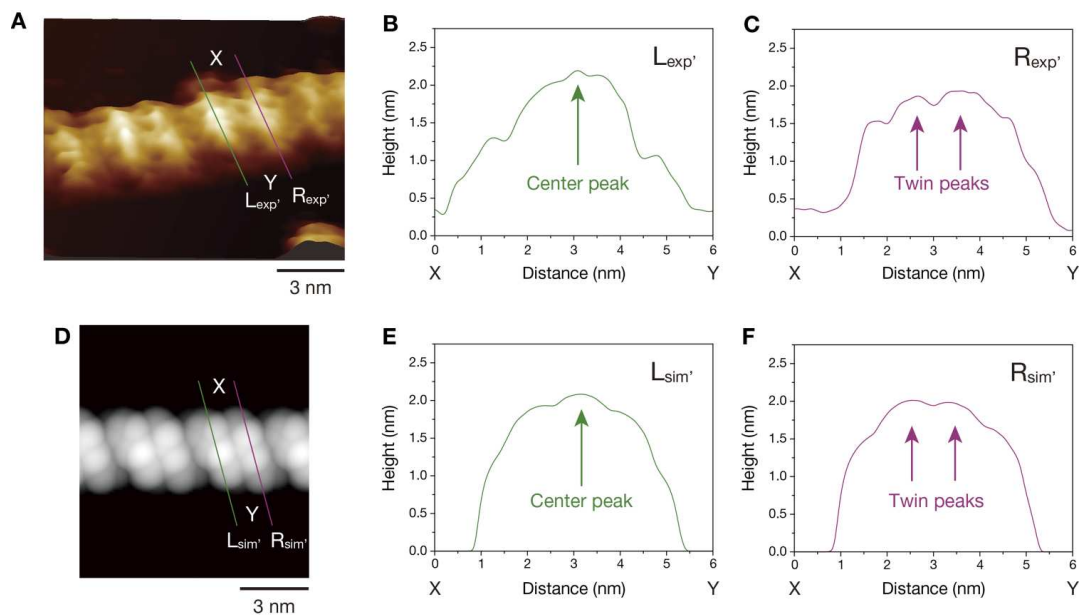 A
X
Y
Lexp'
Rexp'
3 nm
B
Lexp'
Height (nm)
2.5
2.0
1.5
1.0
0.5
0.0
Center peak
0 1 2 3 4 5 6
X Distance (nm) Y
C
Rexp'
Height (nm)
2.5
2.0
1.5
1.0
0.5
0.0
Twin peaks
0 1 2 3 4 5 6
X Distance (nm) Y
D
X
Y
Lsim' Rsim'
3 nm
E
Lsim'
Height (nm)
2.5
2.0
1.5
1.0
0.5
0.0
Center peak
0 1 2 3 4 5 6
X Distance (nm) Y
F
Rsim'
Height (nm)
2.5
2.0
1.5
1.0
0.5
0.0
Twin peaks
0 1 2 3 4 5 6
X Distance (nm) Y